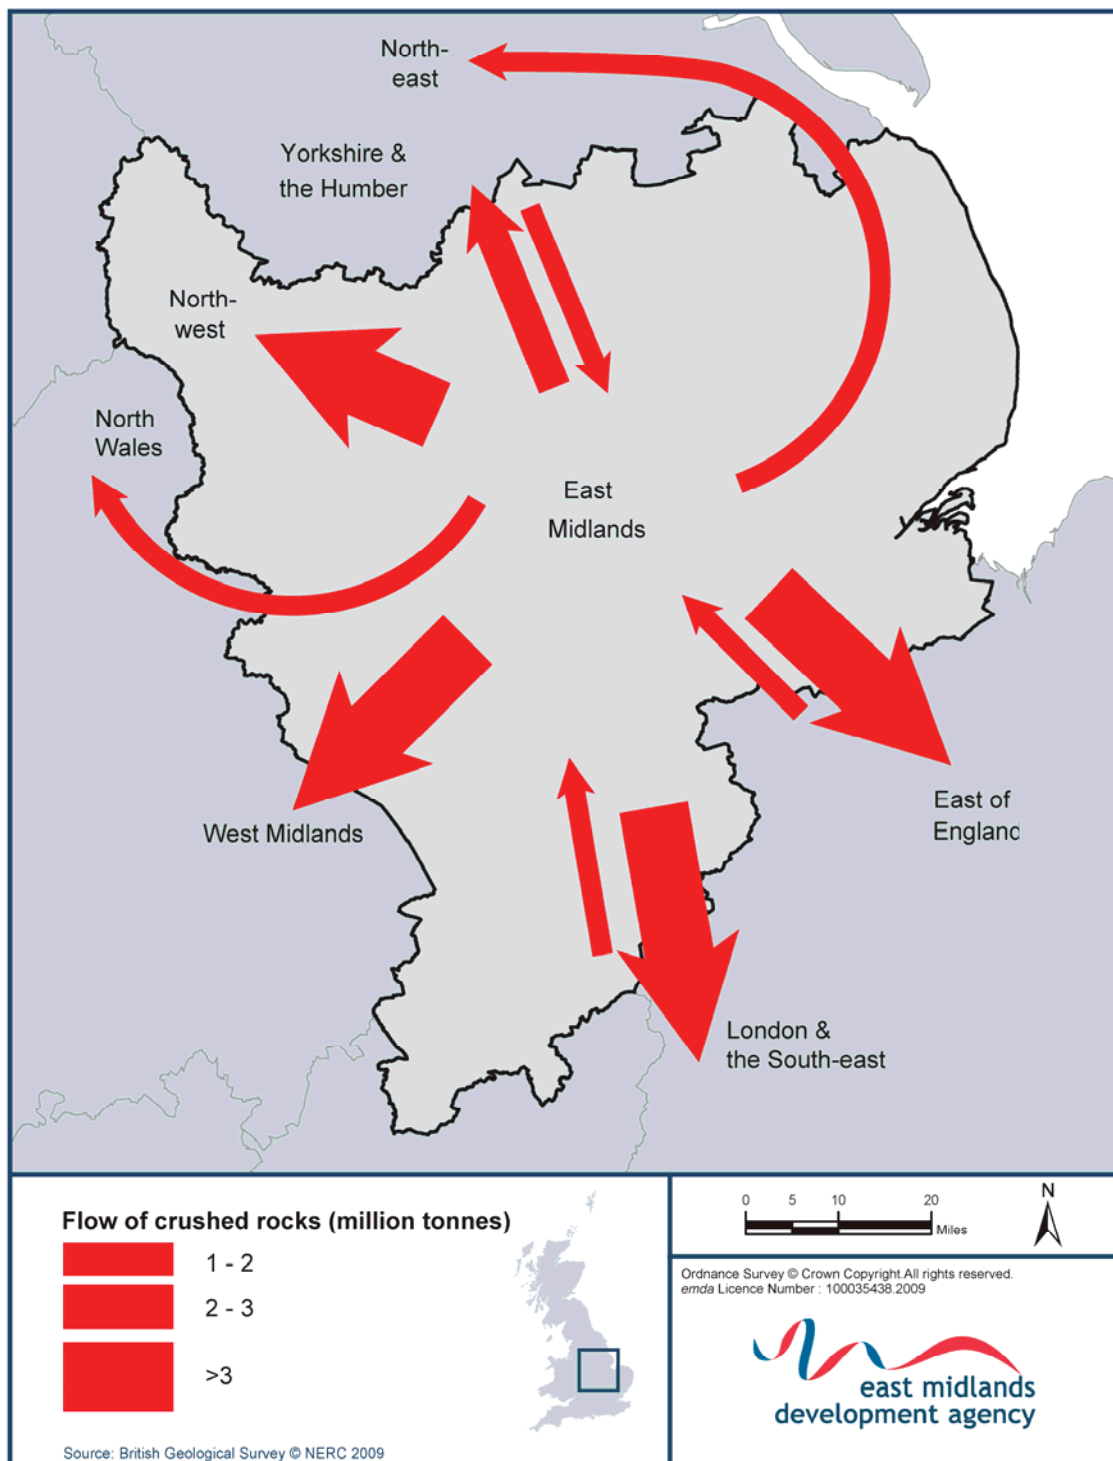 North-
east
Yorkshire &
the Humber
North-
west
North
Wales
East
Midlands
West Midlands
East of
England
London &
the South-east
Flow of crushed rocks (million tonnes)
1 - 2
2 - 3
>3
Source: British Geological Survey © NERC 2009
0 5 10 20
Miles
N
Ordnance Survey © Crown Copyright.All rights reserved.
emda Licence Number : 100035438.2009
east midlands
development agency